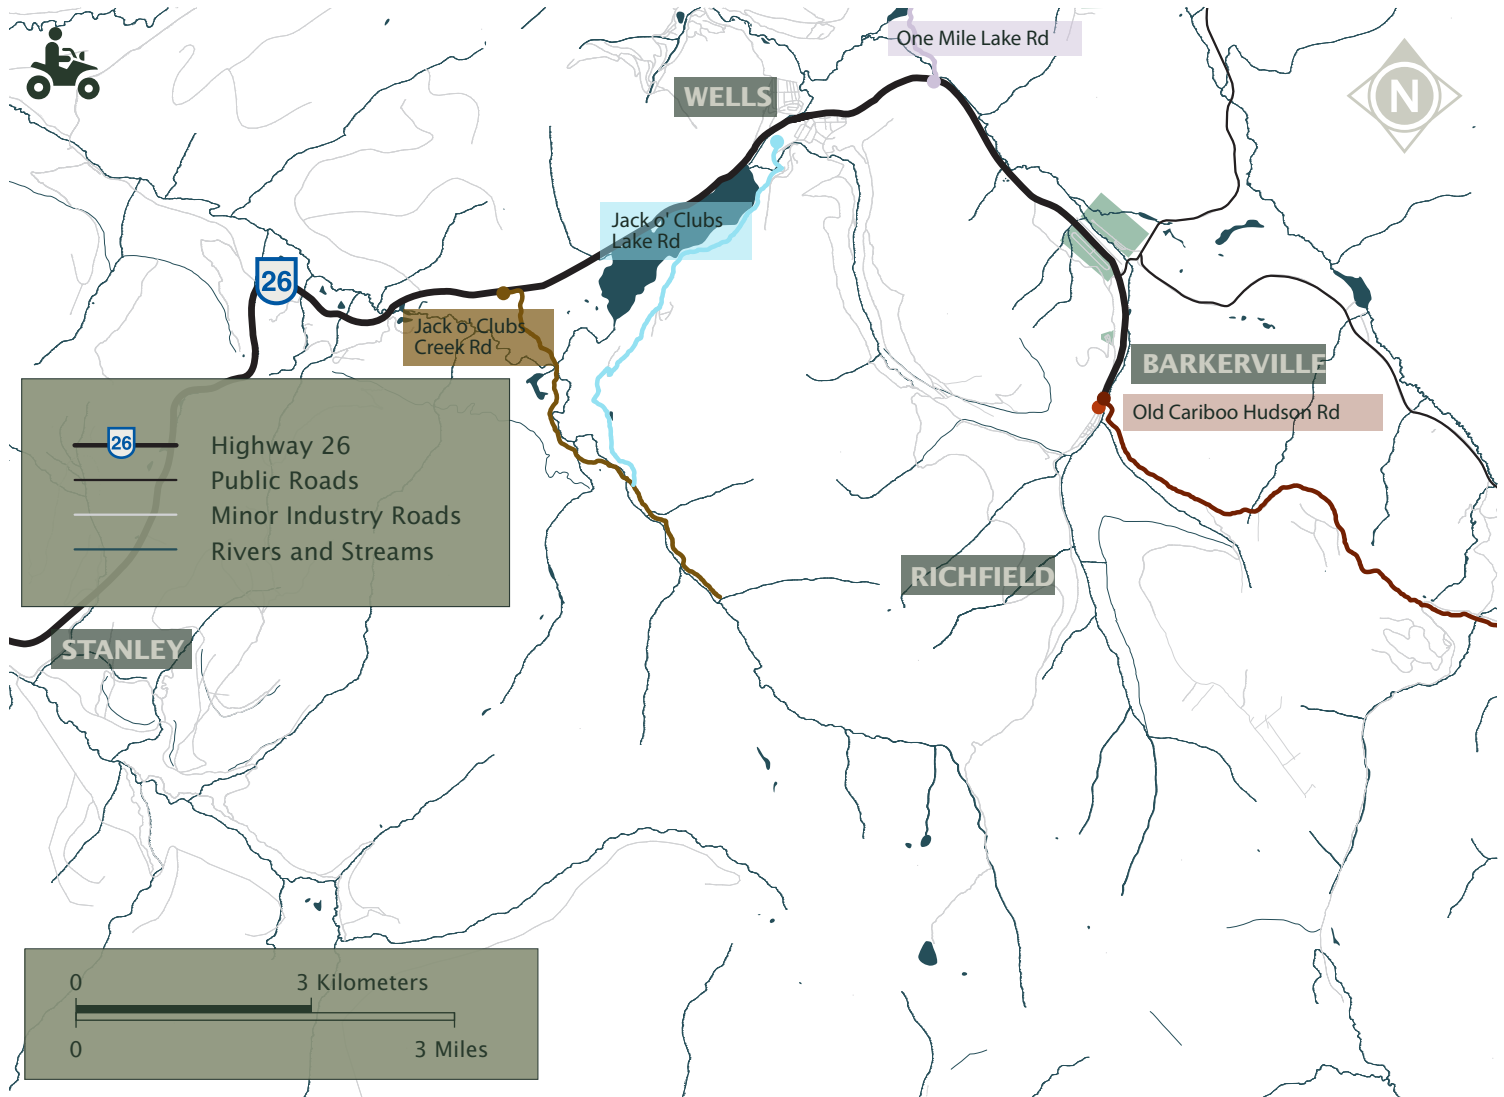 One Mile Lake Rd
WELLS
N
Jack o' Clubs
Lake Rd
26
Jack o' Clubs
Creek Rd
BARKERVILLE
Old Cariboo Hudson Rd
26
Highway 26
Public Roads
Minor Industry Roads
Rivers and Streams
RICHFIELD
STANLEY
0
3 Kilometers
0
3 Miles